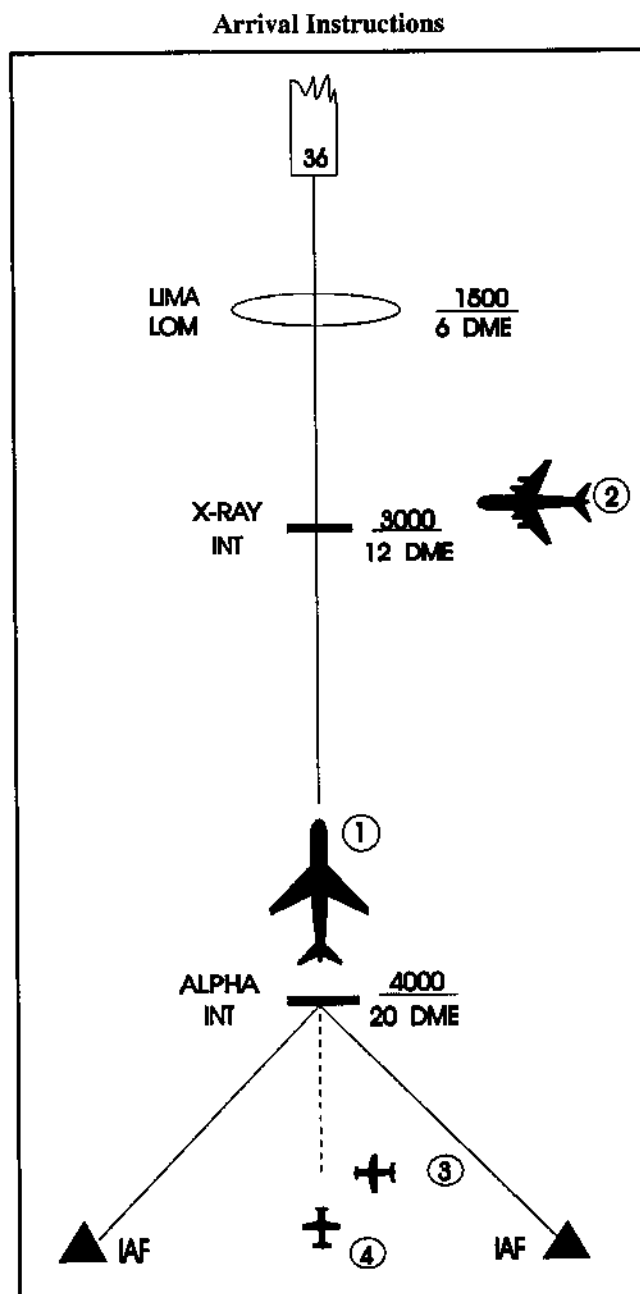 Arrival Instructions
36
LIMA
LOM
1500
6 DME
2
X-RAY
INT
3000
12 DME
1
ALPHA
INT
4000
20 DME
3
IAF
4
IAF